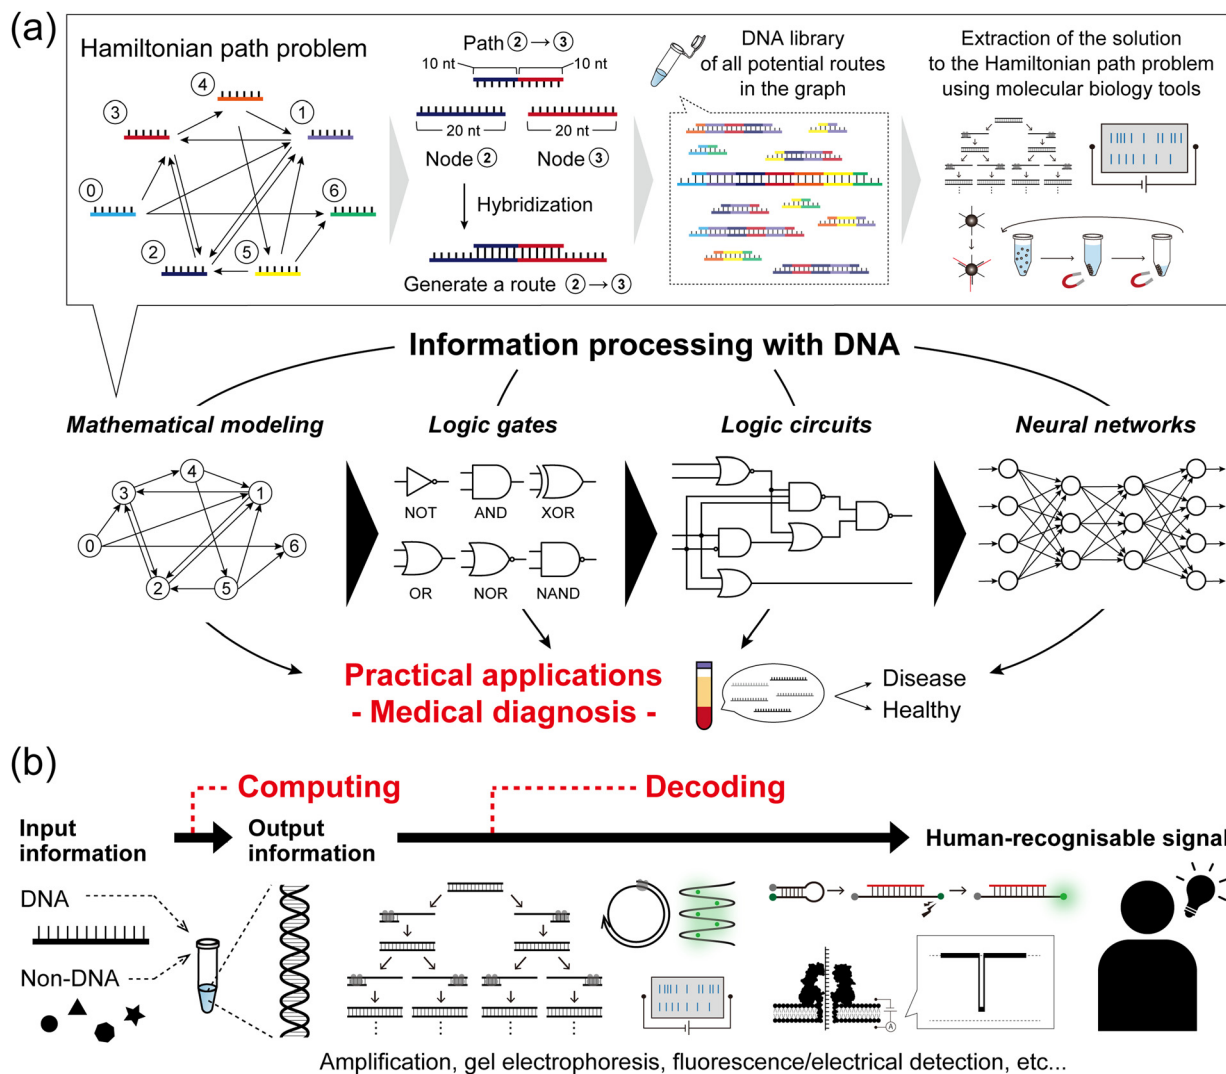 (a)
Hamiltonian path problem
4
3
1
0
6
2
5
Path 2 → 3
10 nt
10 nt
20 nt
20 nt
Node 2
Node 3
Hybridization
Generate a route 2 → 3
DNA library
of all potential routes
in the graph
Extraction of the solution
to the Hamiltonian path problem
using molecular biology tools
Information processing with DNA
Mathematical modeling
Logic gates
Logic circuits
Neural networks
4
3
1
0
6
2
5
NOT
AND
XOR
OR
NOR
NAND
Practical applications
- Medical diagnosis -
Disease
Healthy
(b)
Computing
Decoding
Input
information
Output
information
Human-recognisable signal
DNA
Non-DNA
A
Amplification, gel electrophoresis, fluorescence/electrical detection, etc...